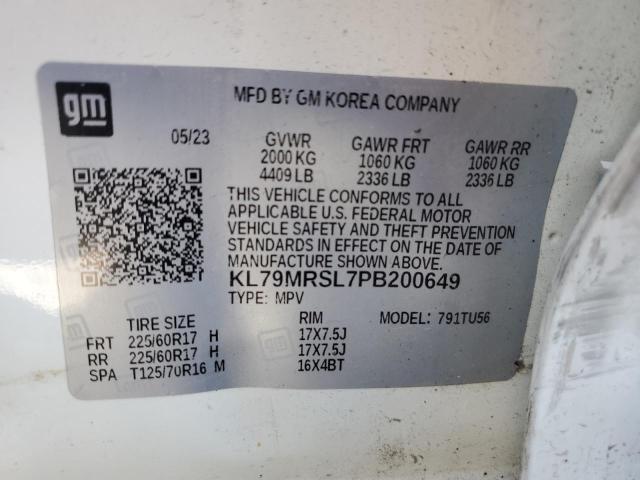 gm
MFD BY GM KOREA COMPANY
05/23 GVWR GAWR FRT GAWR RR
2000 KG 1060 KG 1060 KG
4409 LB 2336 LB 2336 LB
THIS VEHICLE CONFORMS TO ALL
APPLICABLE U.S. FEDERAL MOTOR
VEHICLE SAFETY AND THEFT PREVENTION
STANDARDS IN EFFECT ON THE DATE OF
MANUFACTURE SHOWN ABOVE.
KL79MRSL7PB200649
TYPE: MPV
TIRE SIZE RIM MODEL: 791TU56
FRT 225/60R17 H 17X7.5J
RR 225/60R17 H 17X7.5J
SPA T125/70R16 M 16X4BT